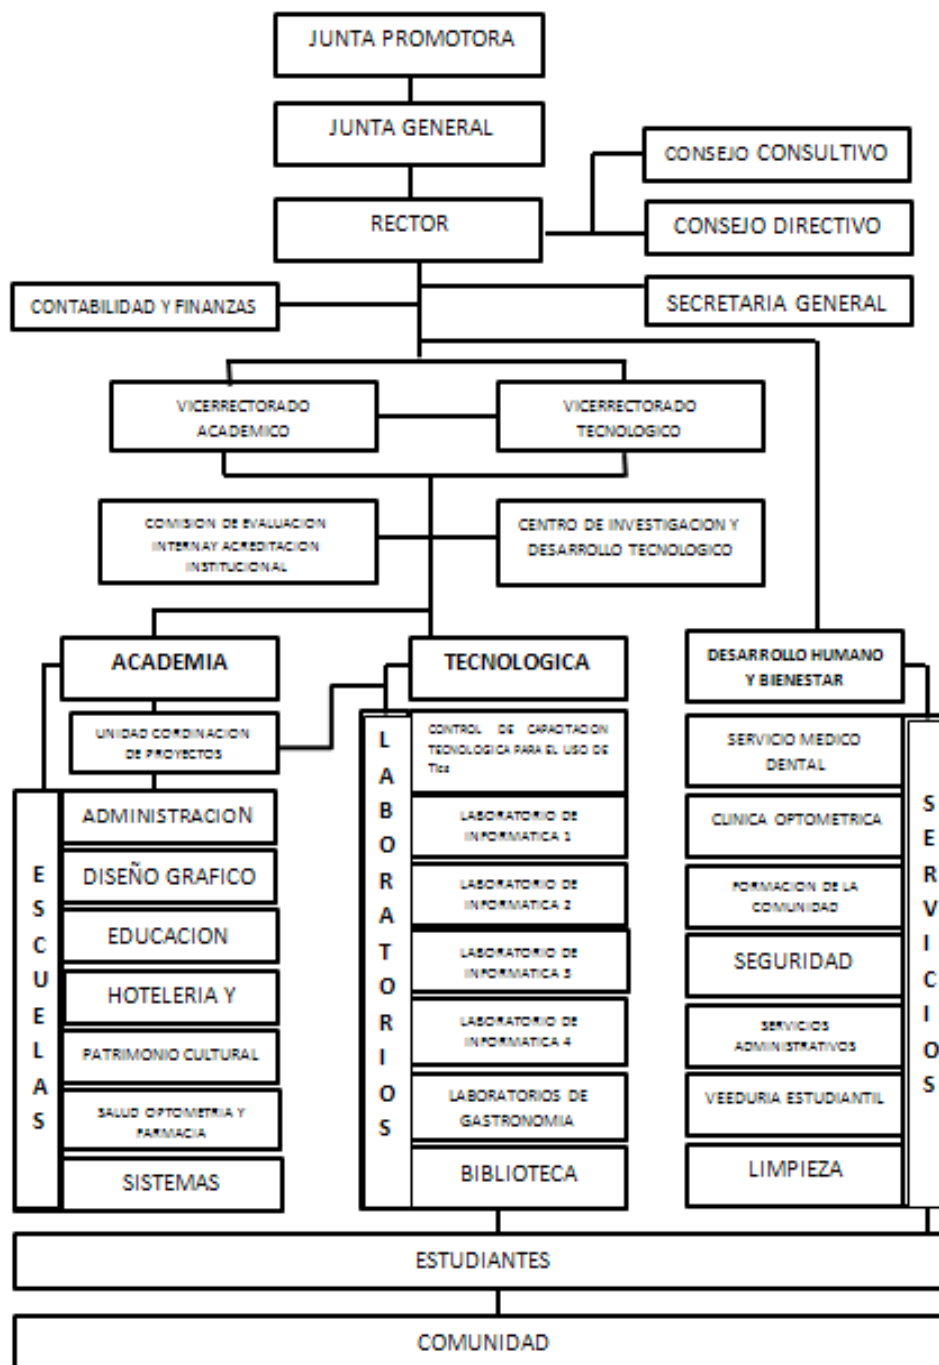 JUNTA PROMOTORA
JUNTA GENERAL
CONSEJO CONSULTIVO
RECTOR
CONSEJO DIRECTIVO
CONTABILIDAD Y FINANZAS
SECRETARIA GENERAL
VICERRECTORADO
ACADEMICO
VICERRECTORADO
TECNOLOGICO
COMISION DE EVALUACION
INTERNAY ACREDITACION
INSTITUCIONAL
CENTRO DE INVESTIGACION Y
DESARROLLO TECNOLOGICO
ACADEMIA
UNIDAD CORDINACION
DE PROYECTOS
ESCUELAS
ADMINISTRACION
DISEÑO GRAFICO
EDUCACION
HOTELERIA Y
PATRIMONIO CULTURAL
SALUD OPTOMETRIA Y
FARMACIA
SISTEMAS
TECNOLOGICA
LABORATORIOS
CONTROL DE CAPACITACION
TECNOLOGICA PARA EL USO DE
Tics
LABORATORIO DE
INFORMATICA 1
LABORATORIO DE
INFORMATICA 2
LABORATORIO DE
INFORMATICA 3
LABORATORIO DE
INFORMATICA 4
LABORATORIOS DE
GASTRONOMIA
BIBLIOTECA
DESARROLLO HUMANO
Y BIENESTAR
SERVICIO MEDICO
DENTAL
CLINICA OPTOMETRICA
FORMACION DE LA
COMUNIDAD
SEGURIDAD
SERVICIOS
ADMINISTRATIVOS
VEEDURIA ESTUDIANTIL
LIMPIEZA
SERVICIOS
ESTUDIANTES
COMUNIDAD